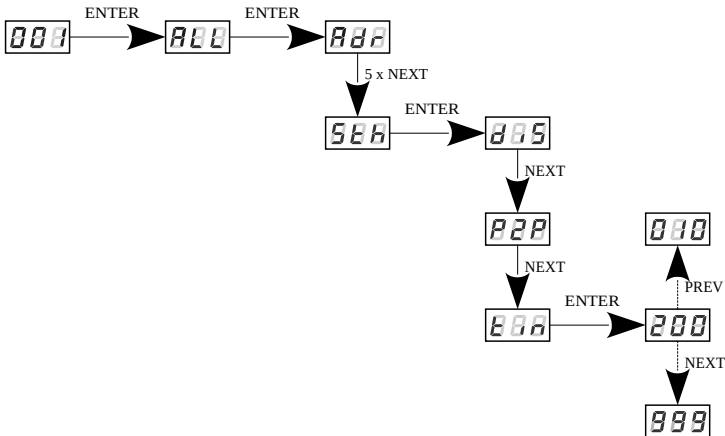 ENTER ENTER
001 ALL Adr
5 x NEXT
ENTER
Sth diS
NEXT
P2P 010
NEXT PREV
ENTER
tin 200
NEXT
999